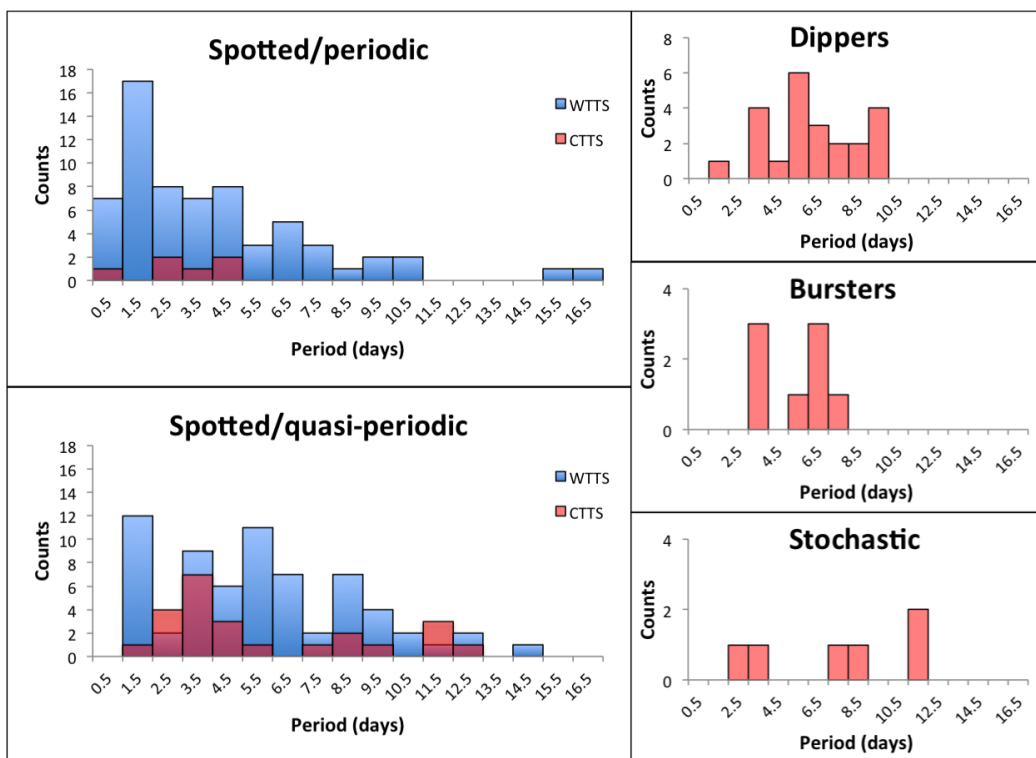 Spotted/periodic
18
16
14
12
10
8
6
4
2
0
Counts
WTTS
CTTS
0.5 1.5 2.5 3.5 4.5 5.5 6.5 7.5 8.5 9.5 10.5 11.5 12.5 13.5 14.5 15.5 16.5
Period (days)
Spotted/quasi-periodic
18
16
14
12
10
8
6
4
2
0
Counts
WTTS
CTTS
0.5 1.5 2.5 3.5 4.5 5.5 6.5 7.5 8.5 9.5 10.5 11.5 12.5 13.5 14.5 15.5 16.5
Period (days)
Dippers
8
6
4
2
0
Counts
0.5 2.5 4.5 6.5 8.5 10.5 12.5 14.5 16.5
Period (days)
Bursters
4
2
0
Counts
0.5 2.5 4.5 6.5 8.5 10.5 12.5 14.5 16.5
Period (days)
Stochastic
4
2
0
Counts
0.5 2.5 4.5 6.5 8.5 10.5 12.5 14.5 16.5
Period (days)